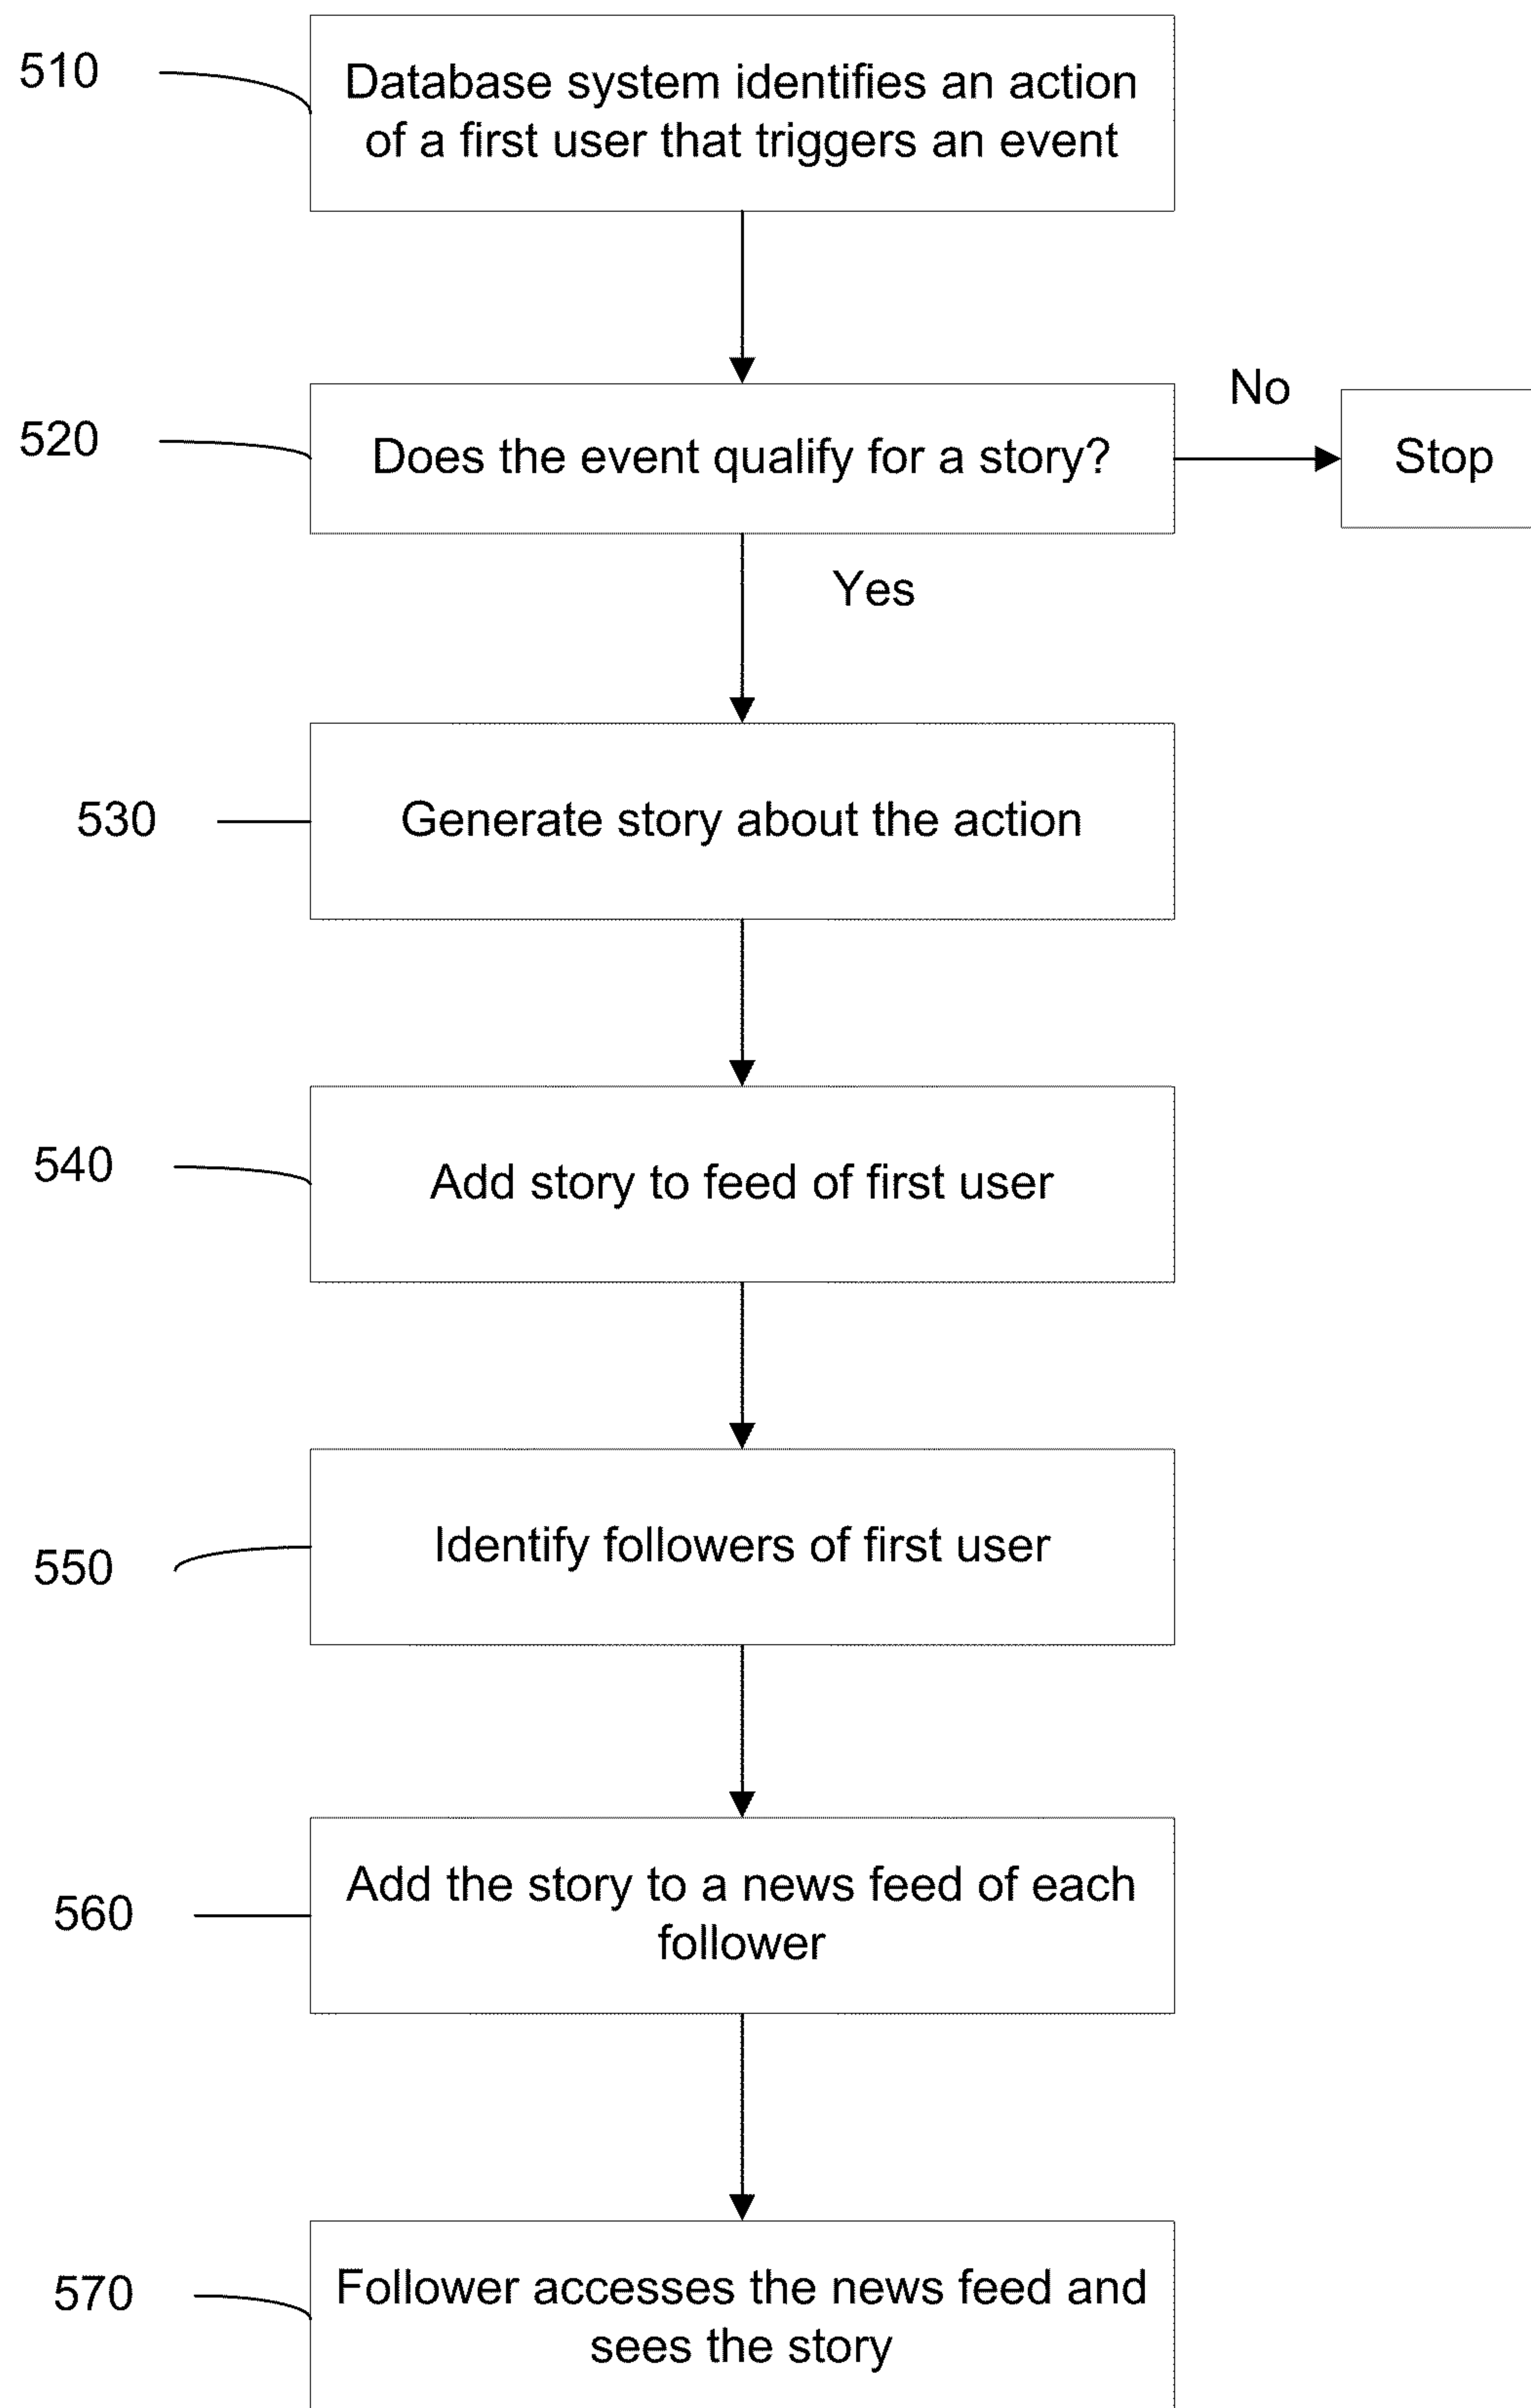 510
Database system identifies an action
of a first user that triggers an event
520
Does the event qualify for a story?
No
Stop
Yes
530
Generate story about the action
540
Add story to feed of first user
550
Identify followers of first user
560
Add the story to a news feed of each
follower
570
Follower accesses the news feed and
sees the story